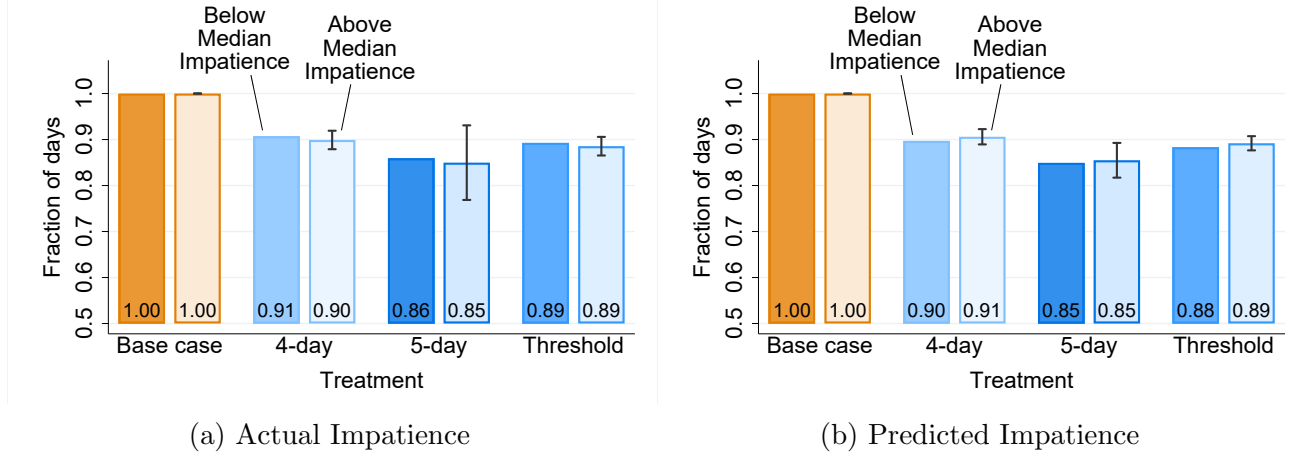 Below
Median
Impatience
Above
Median
Impatience
Fraction of days
1.0
0.9
0.8
0.7
0.6
0.5
1.00
1.00
0.91
0.90
0.86
0.85
0.89
0.89
Base case
4-day
5-day
Threshold
Treatment
(a) Actual Impatience
Below
Median
Impatience
Above
Median
Impatience
Fraction of days
1.0
0.9
0.8
0.7
0.6
0.5
1.00
1.00
0.90
0.91
0.85
0.85
0.88
0.89
Base case
4-day
5-day
Threshold
Treatment
(b) Predicted Impatience